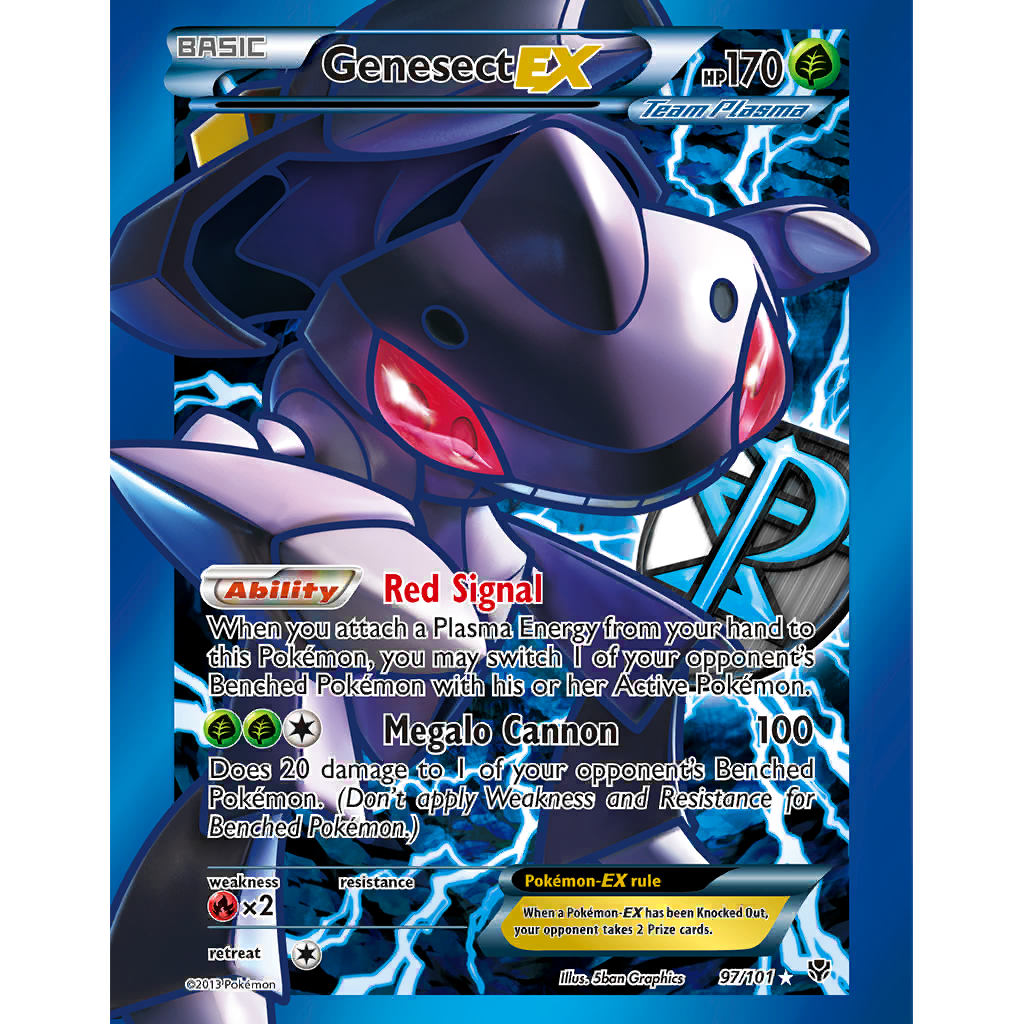 BASIC
Genesect EX
HP170
Team Plasma
Ability Red Signal
When you attach a Plasma Energy from your hand to
this Pokémon, you may switch 1 of your opponent's
Benched Pokémon with his or her Active Pokémon.
Megalo Cannon 100
Does 20 damage to 1 of your opponent's Benched
Pokémon. (Don't apply Weakness and Resistance for
Benched Pokémon.)
weakness resistance
×2
retreat
Pokémon-EX rule
When a Pokémon-EX has been Knocked Out,
your opponent takes 2 Prize cards.
Illus. 5ban Graphics 97/101 ★
©2013 Pokémon